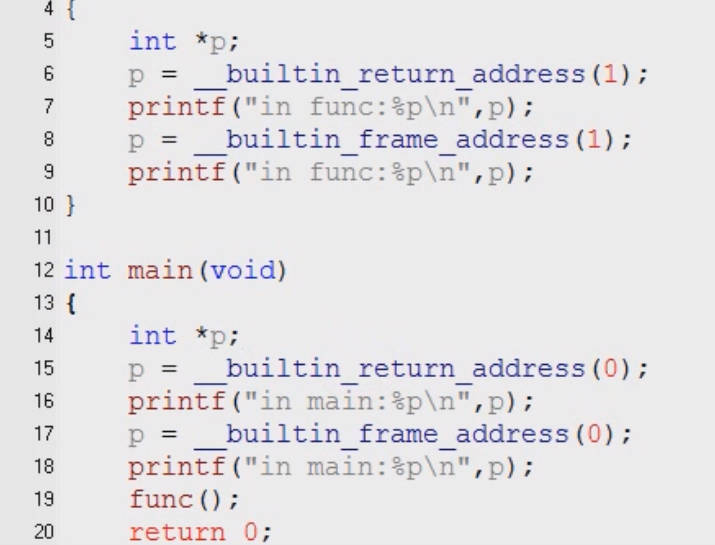 4 {
5 int *p;
6 p = __builtin_return_address(1);
7 printf("in func:%p\n",p);
8 p = __builtin_frame_address(1);
9 printf("in func:%p\n",p);
10 }
11
12 int main(void)
13 {
14 int *p;
15 p = __builtin_return_address(0);
16 printf("in main:%p\n",p);
17 p = __builtin_frame_address(0);
18 printf("in main:%p\n",p);
19 func();
20 return 0;